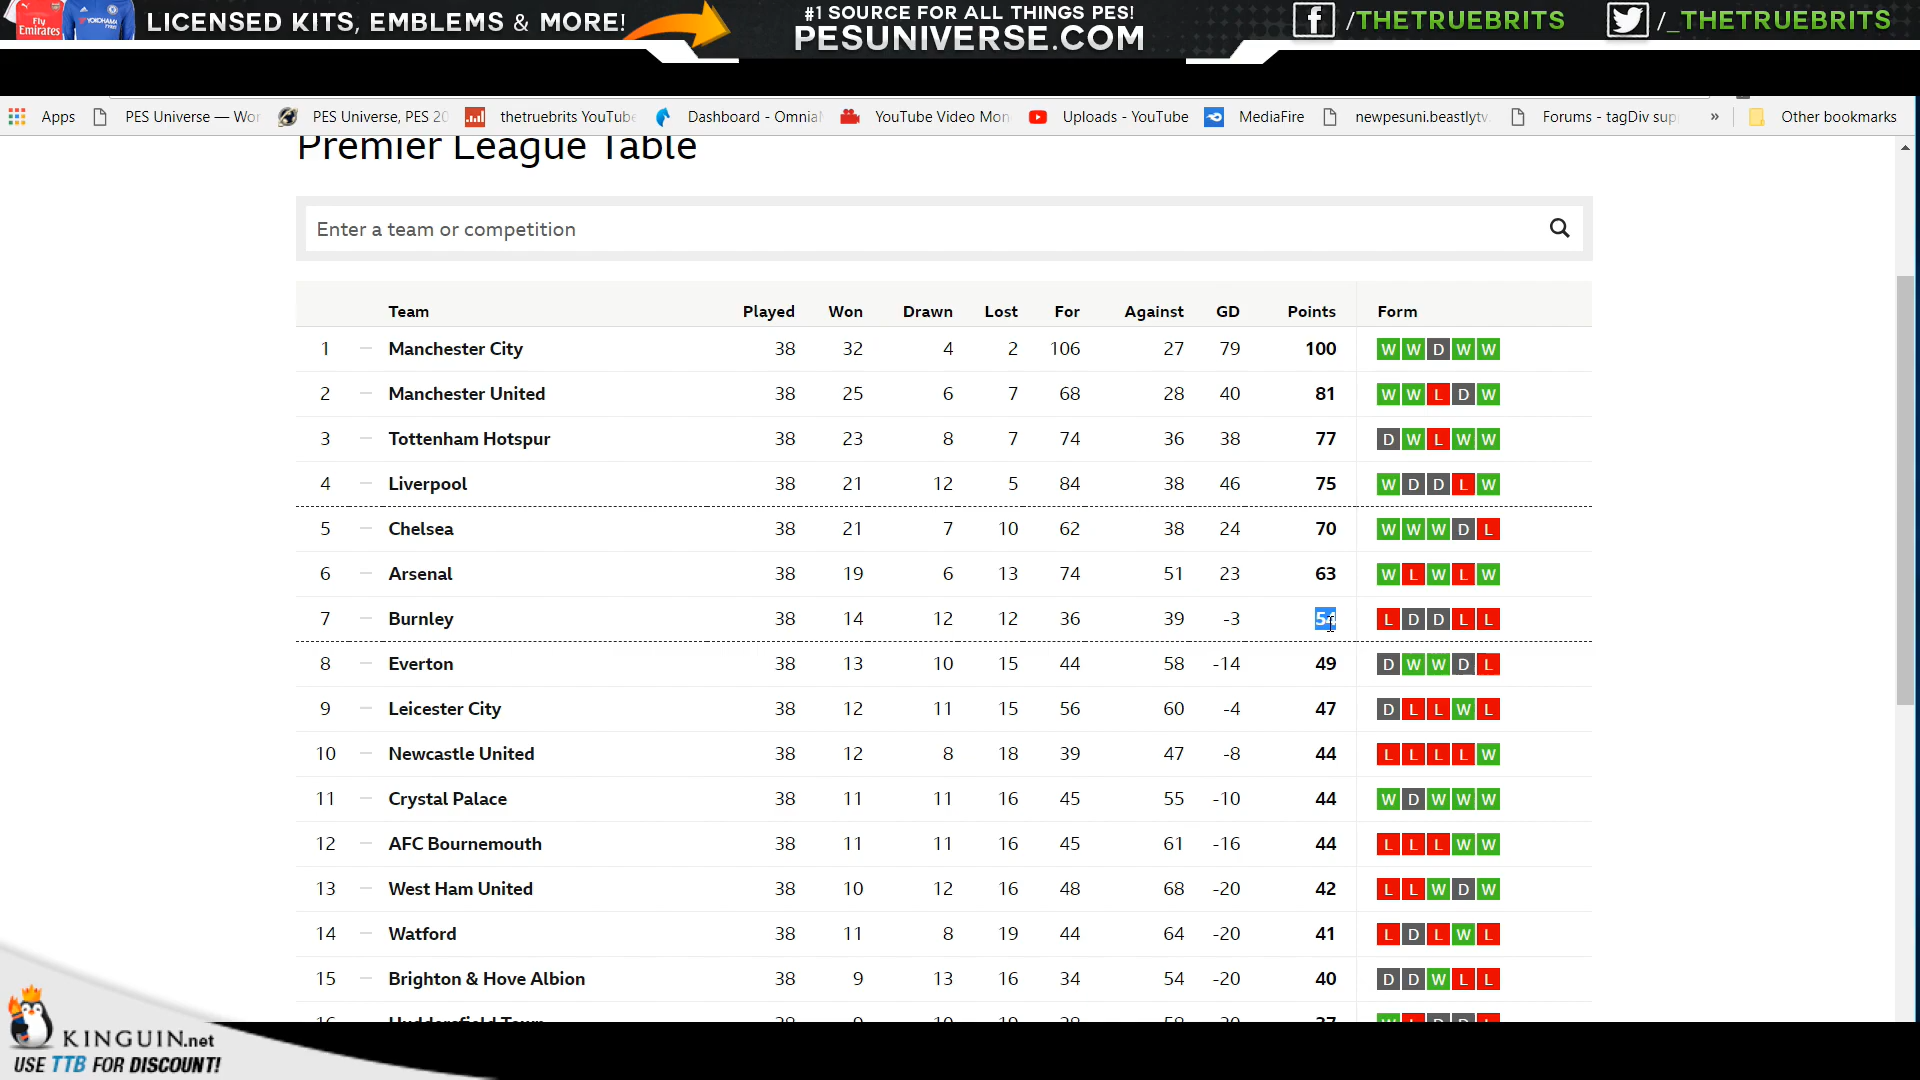 Fly Emirates
YOKOHAMA TYRES
LICENSED KITS, EMBLEMS & MORE!
#1 SOURCE FOR ALL THINGS PES!
PESUNIVERSE.COM
/THETRUEBRITS
/_THETRUEBRITS
Apps PES Universe — Wor PES Universe, PES 20 thetruebrits YouTube Dashboard - Omnia YouTube Video Mon Uploads - YouTube MediaFire newpesuni.beastlytv. Forums - tagDiv sup » Other bookmarks
Premier League Table
Enter a team or competition
Team Played Won Drawn Lost For Against GD Points Form
1 Manchester City 38 32 4 2 106 27 79 100 W W D W W
2 Manchester United 38 25 6 7 68 28 40 81 W W L D W
3 Tottenham Hotspur 38 23 8 7 74 36 38 77 D W L W W
4 Liverpool 38 21 12 5 84 38 46 75 W D D L W
5 Chelsea 38 21 7 10 62 38 24 70 W W W D L
6 Arsenal 38 19 6 13 74 51 23 63 W L W L W
7 Burnley 38 14 12 12 36 39 -3 54 L D D L L
8 Everton 38 13 10 15 44 58 -14 49 D W W D L
9 Leicester City 38 12 11 15 56 60 -4 47 D L L W L
10 Newcastle United 38 12 8 18 39 47 -8 44 L L L L W
11 Crystal Palace 38 11 11 16 45 55 -10 44 W D W W W
12 AFC Bournemouth 38 11 11 16 45 61 -16 44 L L L W W
13 West Ham United 38 10 12 16 48 68 -20 42 L L W D W
14 Watford 38 11 8 19 44 64 -20 41 L D L W L
15 Brighton & Hove Albion 38 9 13 16 34 54 -20 40 D D W L L
KINGUIN.net
USE TTB FOR DISCOUNT!